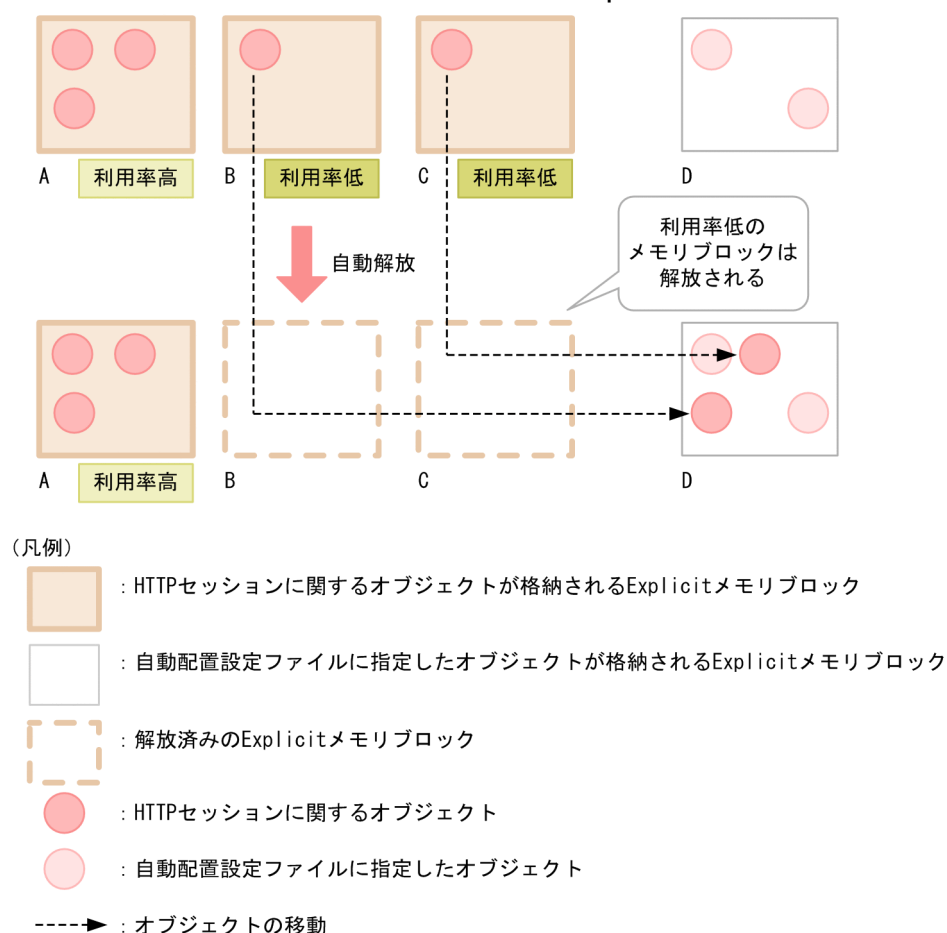 A 利用率高 B 利用率低 C 利用率低 D
利用率低の
メモリブロックは
解放される
自動解放
A 利用率高 B C D
（凡例）
：HTTPセッションに関するオブジェクトが格納されるExplicitメモリブロック
：自動配置設定ファイルに指定したオブジェクトが格納されるExplicitメモリブロック
：解放済みのExplicitメモリブロック
：HTTPセッションに関するオブジェクト
：自動配置設定ファイルに指定したオブジェクト
：オブジェクトの移動